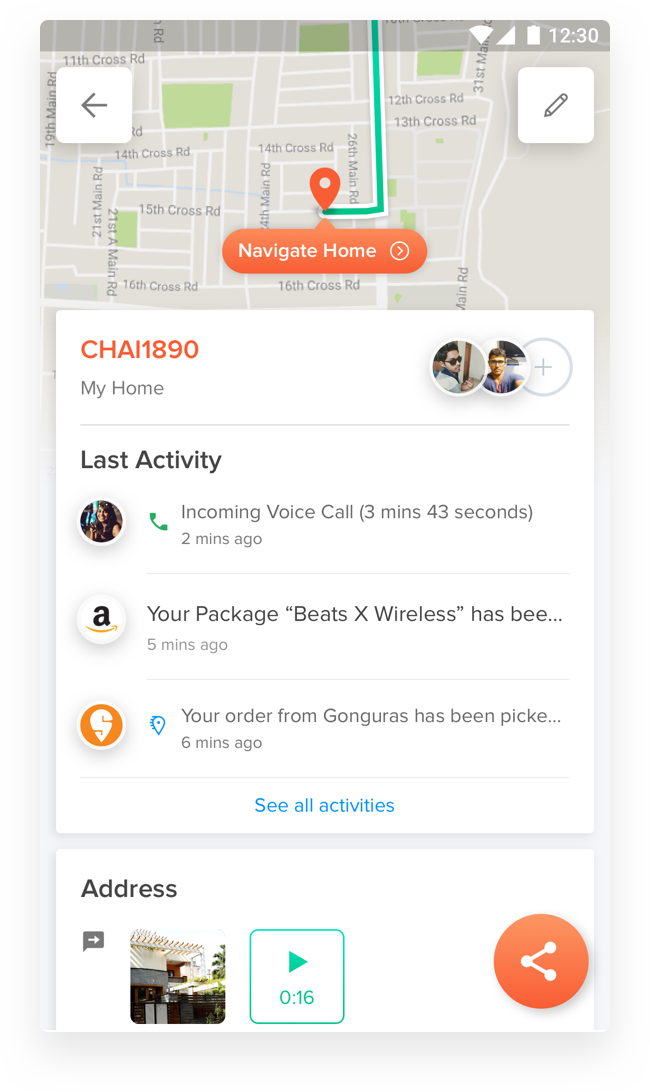 12:30
10th Cross Rd
Rd
11th Cross Rd
31st Main Rd
19th Main Rd
12th Cross Rd
13th Cross Rd
Rd
14th Cross Rd
14th Cross Rd
26th Main Rd
21st Main Rd
24th Main Rd
15th Cross Rd
21st A Main Rd
Navigate Home
16th Cross Rd
16th Cross Rd
Main Rd
CHAI1890
My Home
Last Activity
Incoming Voice Call (3 mins 43 seconds)
2 mins ago
a
Your Package “Beats X Wireless” has bee...
5 mins ago
Your order from Gonguras has been picke...
6 mins ago
See all activities
Address
0:16